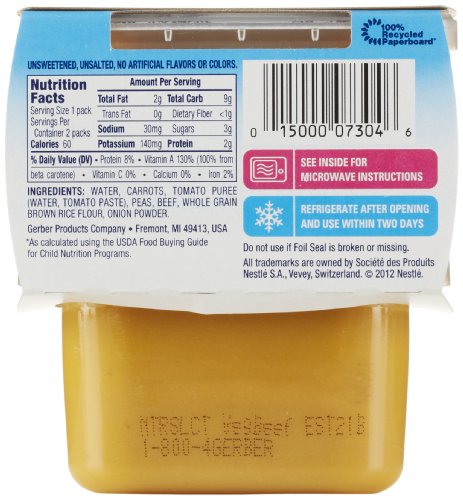 100%
Recycled
Paperboard*
UNSWEETENED, UNSALTED, NO ARTIFICIAL FLAVORS OR COLORS.
Nutrition
Facts
Serving Size 1 pack
Servings Per
Container 2 packs
Calories 60
Amount Per Serving
Total Fat 2g Total Carb 9g
Trans Fat 0g Dietary Fiber <1g
Sodium 30mg Sugars 3g
Potassium 140mg Protein 2g
% Daily Value (DV) • Protein 8% • Vitamin A 130% (100% from
beta carotene) • Vitamin C 0% • Calcium 0% • Iron 2%
INGREDIENTS: WATER, CARROTS, TOMATO PUREE
(WATER, TOMATO PASTE), PEAS, BEEF, WHOLE GRAIN
BROWN RICE FLOUR, ONION POWDER.
Gerber Products Company • Fremont, MI 49413, USA
*As calculated using the USDA Food Buying Guide
for Child Nutrition Programs.
0 15000 07304 6
SEE INSIDE FOR
MICROWAVE INSTRUCTIONS
REFRIGERATE AFTER OPENING
AND USE WITHIN TWO DAYS
Do not use if Foil Seal is broken or missing.
All trademarks are owned by Société des Produits
Nestlé S.A., Vevey, Switzerland. © 2012 Nestlé.
NTRSLCT VegBeef EST21B
1-800-4GERBER